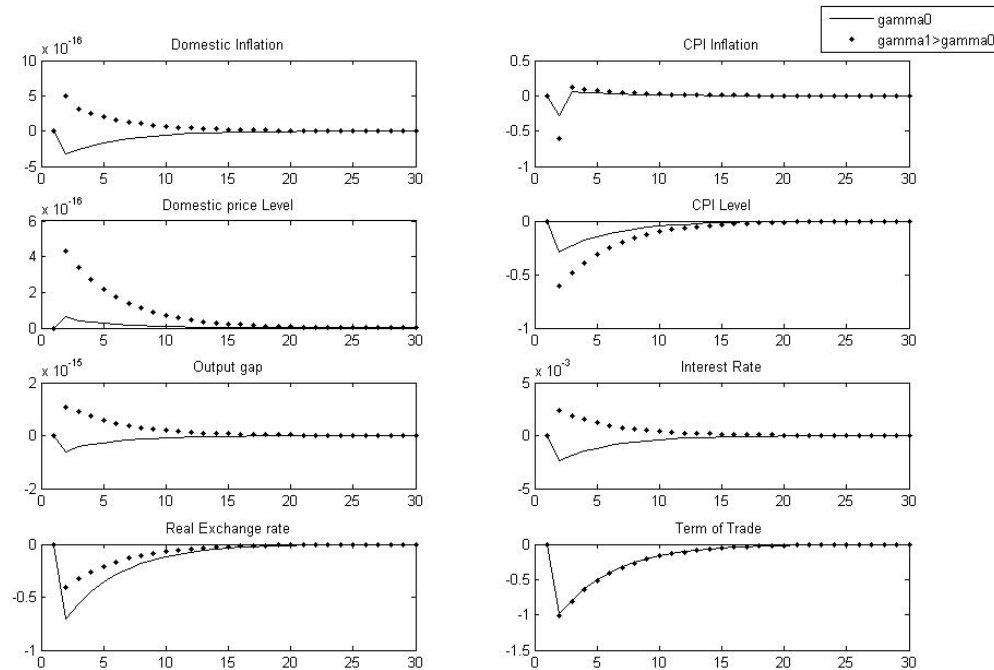 gamma0
gamma1>gamma0
x 10^-16
Domestic Inflation
10
5
0
-5
0 5 10 15 20 25 30
CPI Inflation
0.5
0
-0.5
-1
0 5 10 15 20 25 30
x 10^-16
Domestic price Level
6
4
2
0
0 5 10 15 20 25 30
CPI Level
0
-0.5
-1
0 5 10 15 20 25 30
x 10^-15
Output gap
2
0
-2
0 5 10 15 20 25 30
x 10^-3
Interest Rate
5
0
-5
0 5 10 15 20 25 30
Real Exchange rate
0
-0.5
-1
0 5 10 15 20 25 30
Term of Trade
0
-0.5
-1
-1.5
0 5 10 15 20 25 30